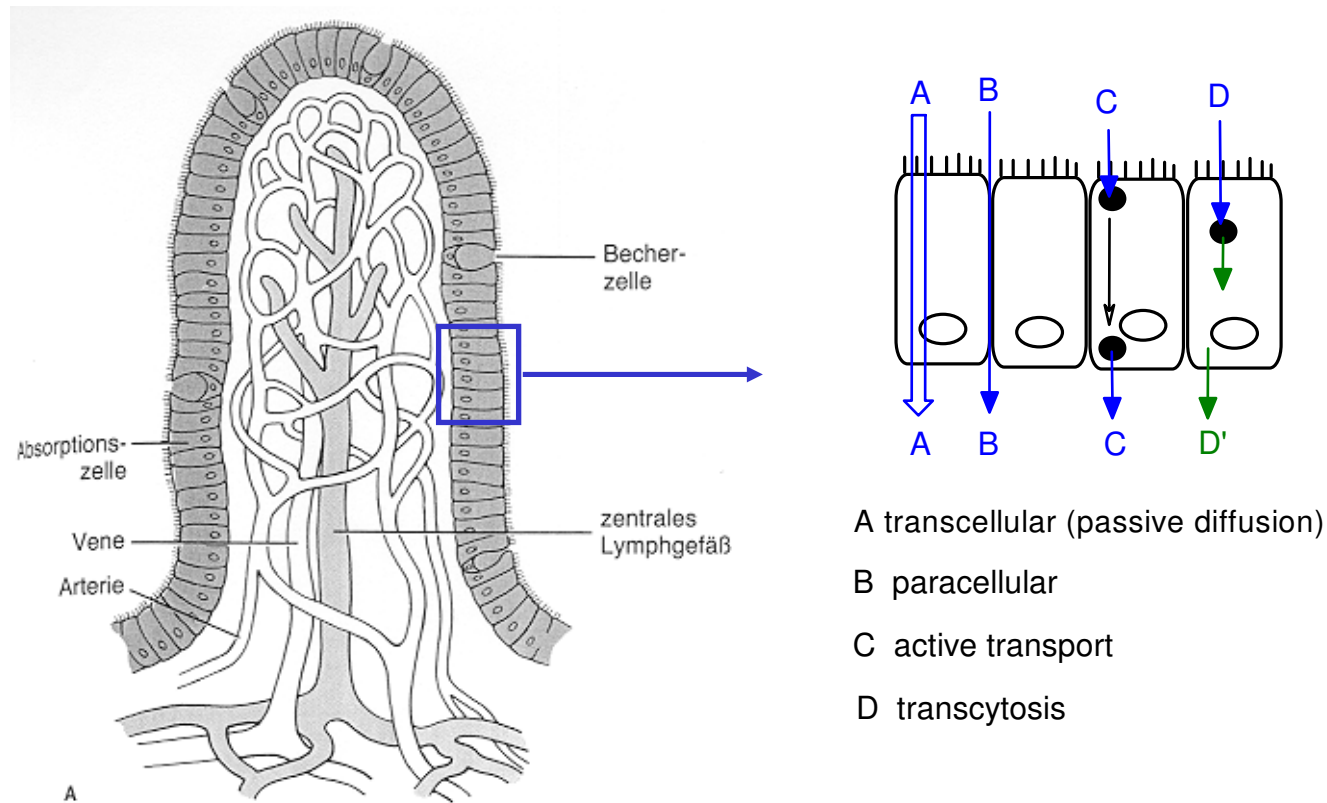 Becher-
zelle
Absorptions-
zelle
Vene
Arterie
zentrales
Lymphgefäß
A
A B C D
A B C D'
A transcellular (passive diffusion)
B paracellular
C active transport
D transcytosis